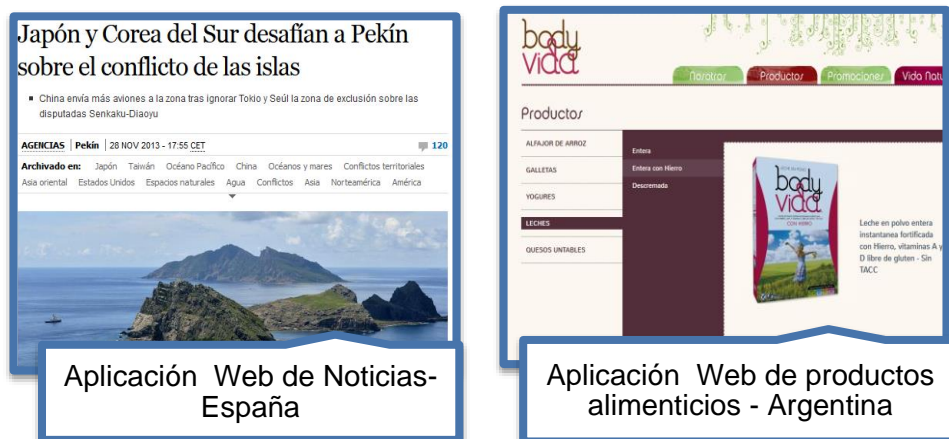 Japón y Corea del Sur desafían a Pekín
sobre el conflicto de las islas
China envía más aviones a la zona tras ignorar Tokio y Seúl la zona de exclusión sobre las
disputadas Senkaku-Diaoyu
AGENCIAS | Pekín | 28 NOV 2013 - 17:55 CET 120
Archivado en: Japón Taiwán Océano Pacífico China Océanos y mares Conflictos territoriales
Asia oriental Estados Unidos Espacios naturales Agua Conflictos Asia Norteamérica América
Aplicación Web de Noticias-
España
body
vida
Nosotros Productos Promociones Vida Natu
Productos
ALFAJOR DE ARROZ
GALLETAS
YOGURES
LECHES
QUESOS UNTABLES
Entera
Entera con Hierro
Descremada
body
vida
CON HIERRO
Leche en polvo entera
instantanea fortificada
con Hierro, vitaminas A y
D libre de gluten - Sin
TACC
Aplicación Web de productos
alimenticios - Argentina